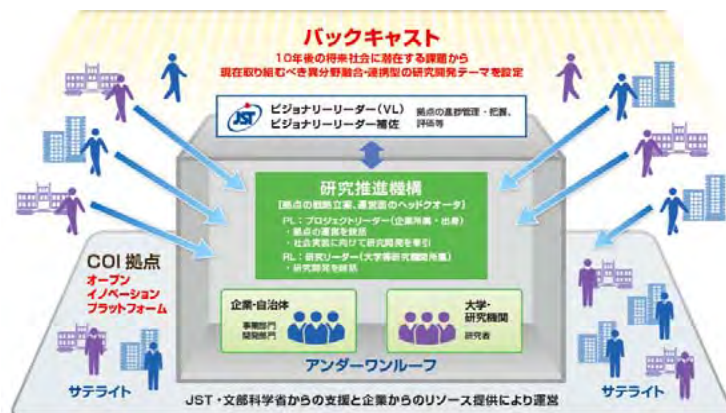 バックキャスト
10年後の将来社会に潜在する課題から
現在取り組むべき異分野融合・連携型の研究開発テーマを設定
JST
ビジョナリーリーダー(VL)
ビジョナリーリーダー補佐
拠点の進捗管理・把握、
評価等
研究推進機構
[拠点の戦略立案、運営面のヘッドクオータ]
PL：プロジェクトリーダー(企業所属・出身)
・拠点の運営を統括
・社会実装に向けて研究開発を牽引
RL：研究リーダー(大学等研究機関所属)
・研究開発を統括
COI 拠点
オープン
イノベーション
プラットフォーム
企業・自治体
事業部門
開発部門
大学・
研究機関
研究者
アンダーワンルーフ
サテライト
サテライト
JST・文部科学省からの支援と企業からのリソース提供により運営